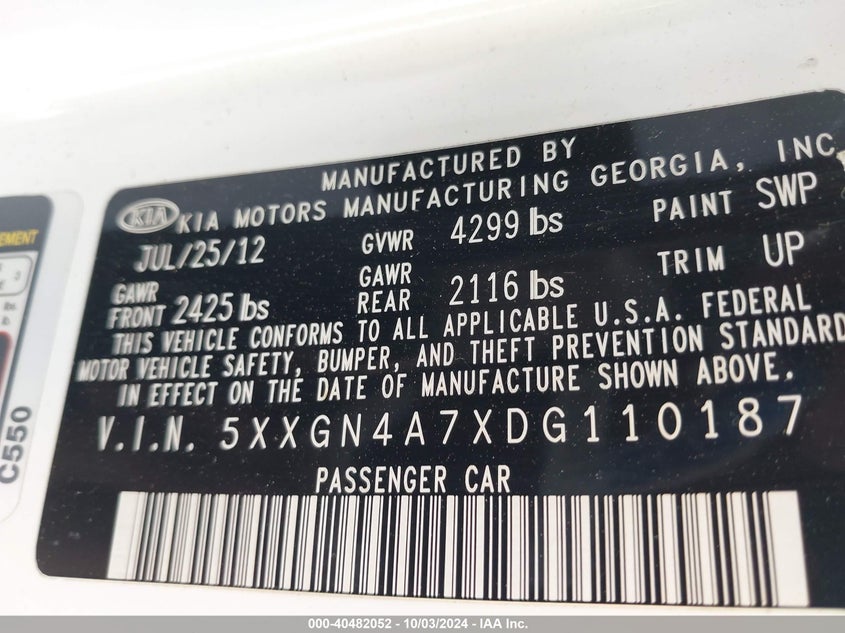 MANUFACTURED BY
KIA KIA MOTORS MANUFACTURING GEORGIA, INC
JUL/25/12 GVWR 4299 lbs PAINT SWP
GAWR FRONT 2425 lbs GAWR REAR 2116 lbs TRIM UP
THIS VEHICLE CONFORMS TO ALL APPLICABLE U.S.A. FEDERAL
MOTOR VEHICLE SAFETY, BUMPER, AND THEFT PREVENTION STANDARD
IN EFFECT ON THE DATE OF MANUFACTURE SHOWN ABOVE.
V.I.N. 5XXGN4A7XDG110187
PASSENGER CAR
C550
000-40482052 - 10/03/2024 - IAA Inc.